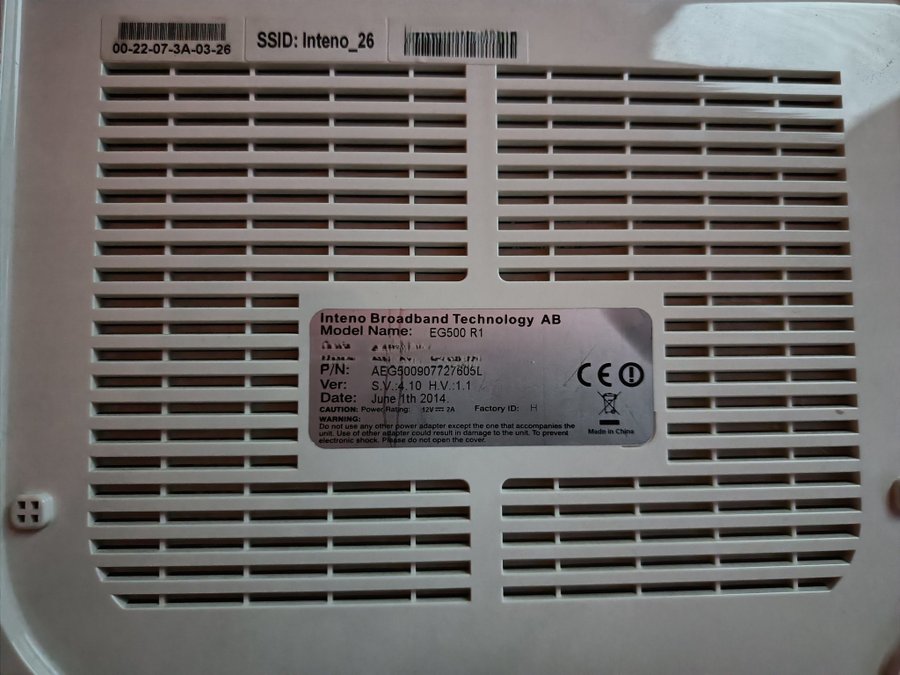 00-22-07-3A-03-26
SSID: Inteno_26
Inteno Broadband Technology AB
Model Name: EG500 R1
P/N: AEG500907727605L
Ver: S.V.:4.10 H.V.:1.1
Date: June 1th 2014.
CAUTION: Power Rating: 12V 2A Factory ID: H
WARNING:
Do not use any other power adapter except the one that accompanies the
unit. Use of other adapter could result in damage to the unit. To prevent
electronic shock. Please do not open the cover.
CE
Made in China